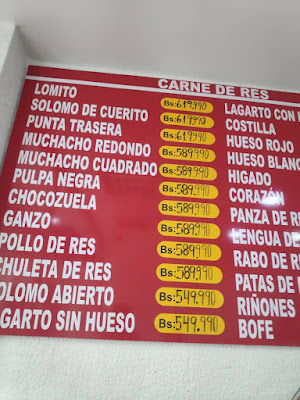 CARNE DE RES
LOMITO Bs:619.990 LAGARTO CON
SOLOMO DE CUERITO Bs:619.990 COSTILLA
PUNTA TRASERA Bs:619.990 HUESO ROJO
MUCHACHO REDONDO Bs:589.990 HUESO BLANC
MUCHACHO CUADRADO Bs:589.990 HIGADO
PULPA NEGRA Bs:589.990 CORAZÓN
CHOCOZUELA Bs:589.990 PANZA DE R
GANZO Bs:589.990 LENGUA DE
POLLO DE RES Bs:589.990 RABO DE R
CHULETA DE RES Bs:589.990 PATAS DE
OLOMO ABIERTO Bs:549.990 RIÑONES
AGARTO SIN HUESO Bs:549.990 BOFE